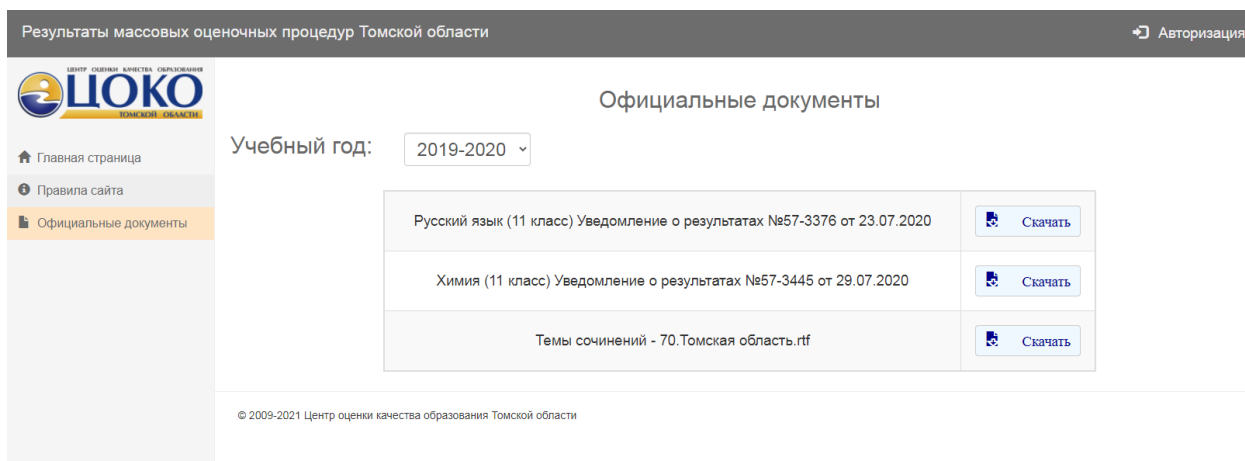 Результаты массовых оценочных процедур Томской области
Авторизация
ЦЕНТР ОЦЕНКИ КАЧЕСТВА ОБРАЗОВАНИЯ
ЦОКО
ТОМСКОЙ ОБЛАСТИ
Главная страница
Правила сайта
Официальные документы
Официальные документы
Учебный год:
2019-2020
Русский язык (11 класс) Уведомление о результатах №57-3376 от 23.07.2020
Скачать
Химия (11 класс) Уведомление о результатах №57-3445 от 29.07.2020
Скачать
Темы сочинений - 70.Томская область.rtf
Скачать
© 2009-2021 Центр оценки качества образования Томской области